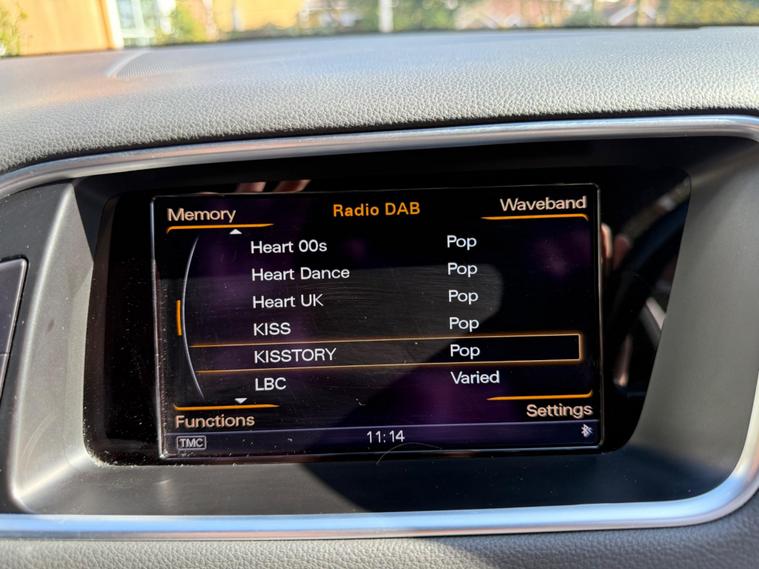 Memory Radio DAB Waveband
Heart 00s Pop
Heart Dance Pop
Heart UK Pop
KISS Pop
KISSTORY Pop
LBC Varied
Functions Settings
TMC 11:14